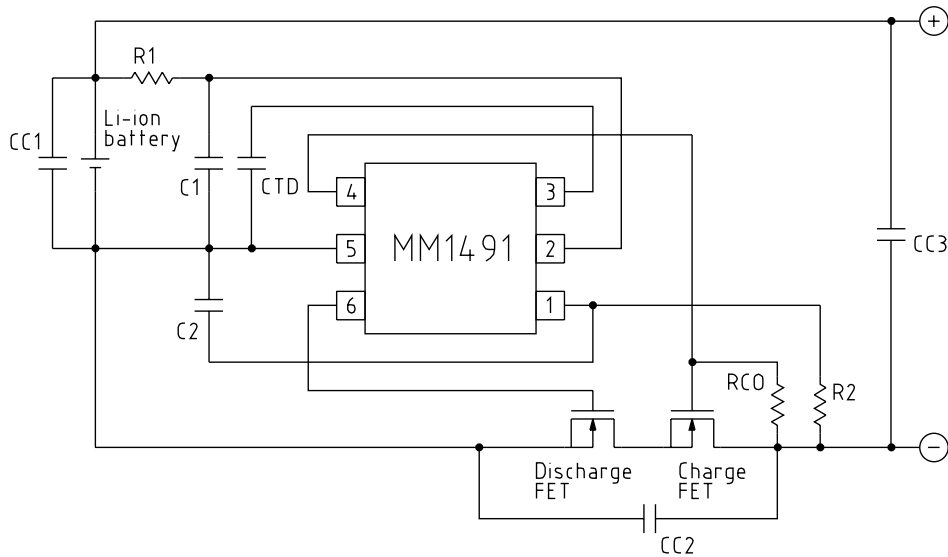 +
R1
Li-ion
battery
CC1
C1
CTD
4
3
MM1491
5
2
CC3
6
1
C2
RCO
R2
−
Discharge
FET
Charge
FET
CC2